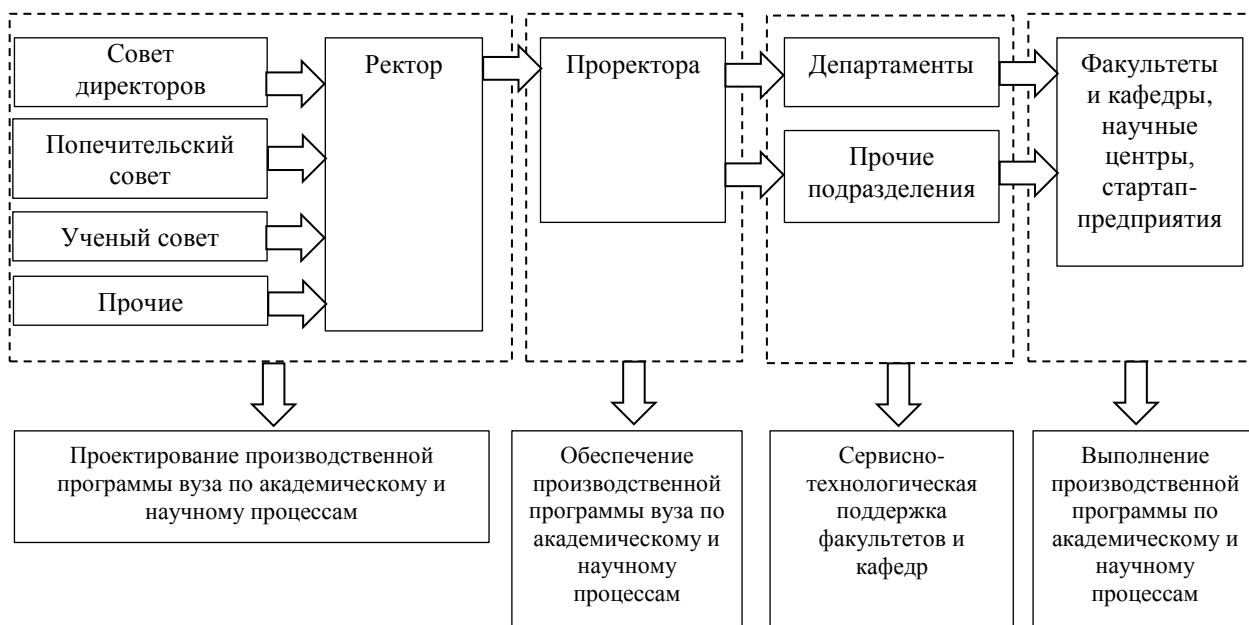 Совет
директоров
Попечительский
совет
Ученый совет
Прочие
Ректор
Проректора
Департаменты
Прочие
подразделения
Факультеты
и кафедры,
научные
центры,
стартап-
предприятия
Проектирование производственной
программы вуза по академическому и
научному процессам
Обеспечение
производственной
программы вуза по
академическому и
научному
процессам
Сервисно-
технологическая
поддержка
факультетов и
кафедр
Выполнение
производственной
программы по
академическому и
научному
процессам